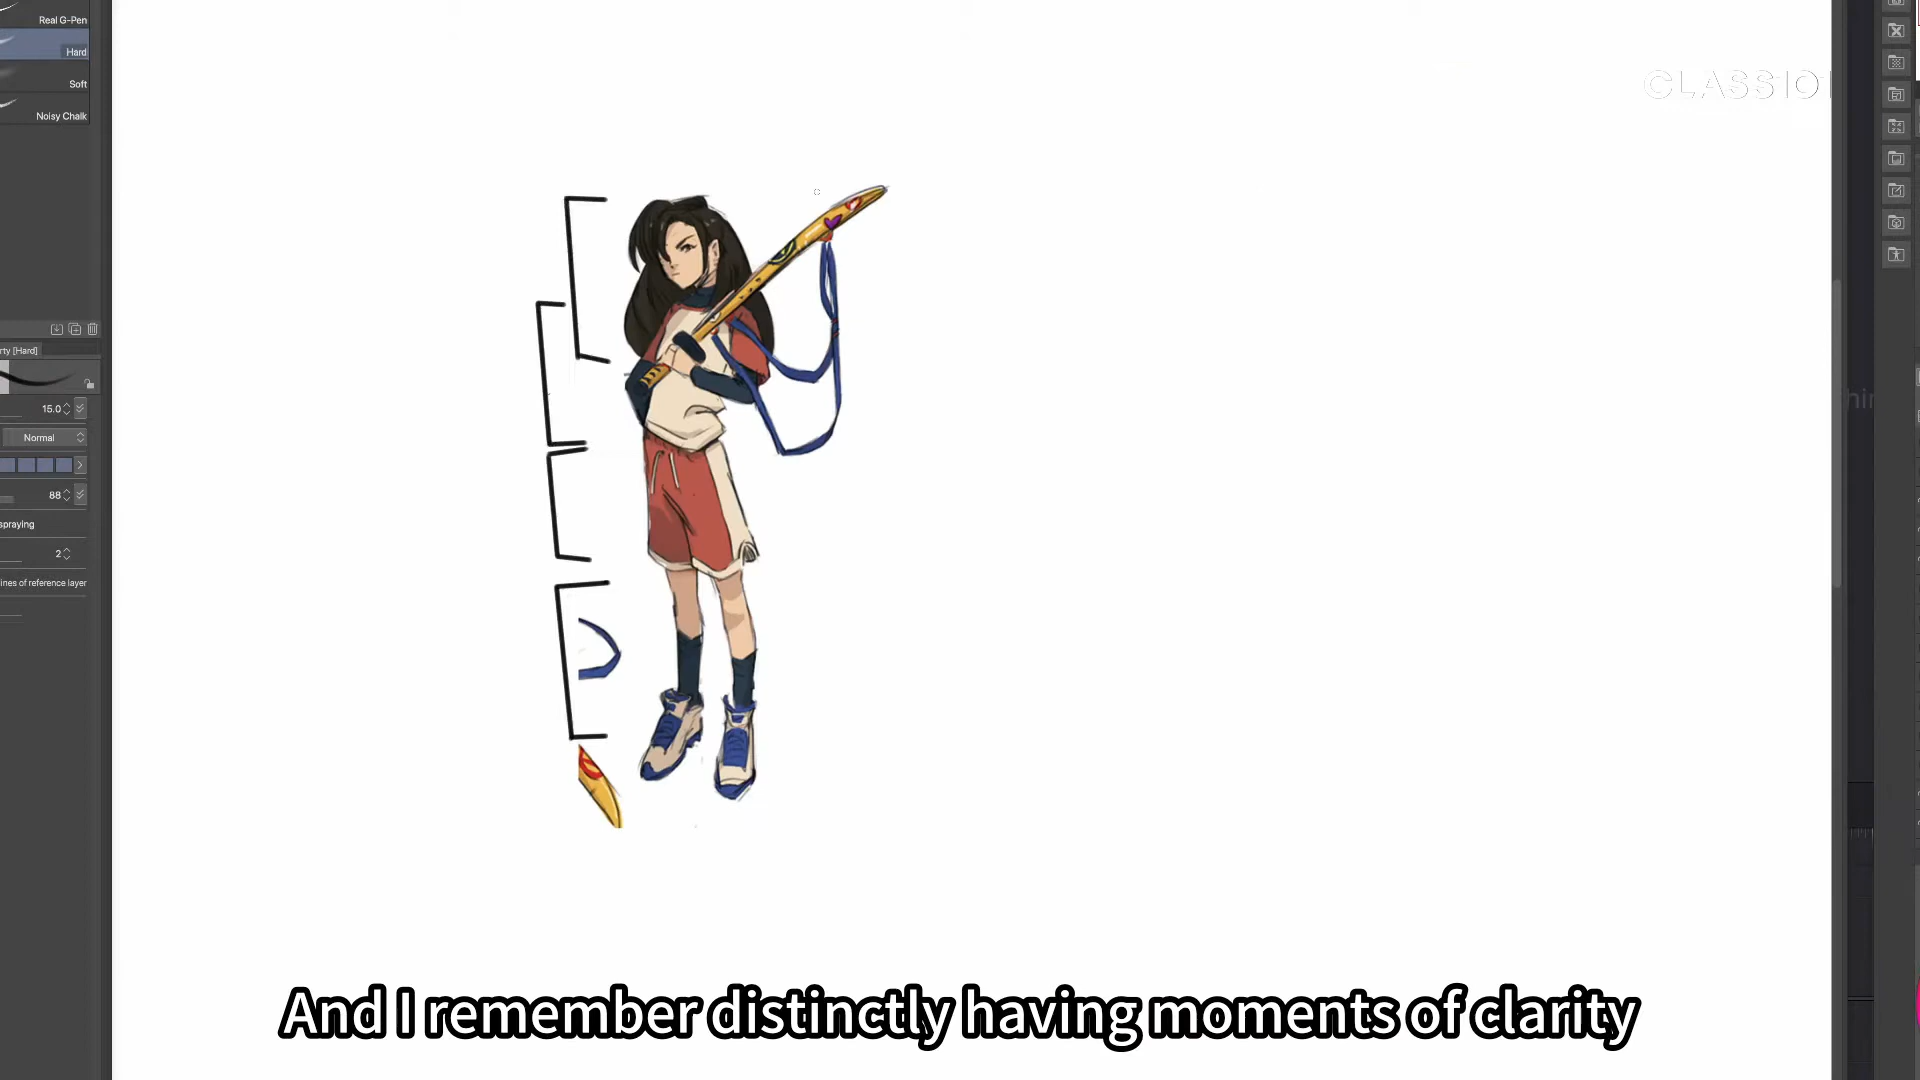 Real G-Pen
Hard
Soft
Noisy Chalk
CLASS101
rty [Hard]
15.0
Normal
88
spraying
2
ines of reference layer
And I remember distinctly having moments of clarity